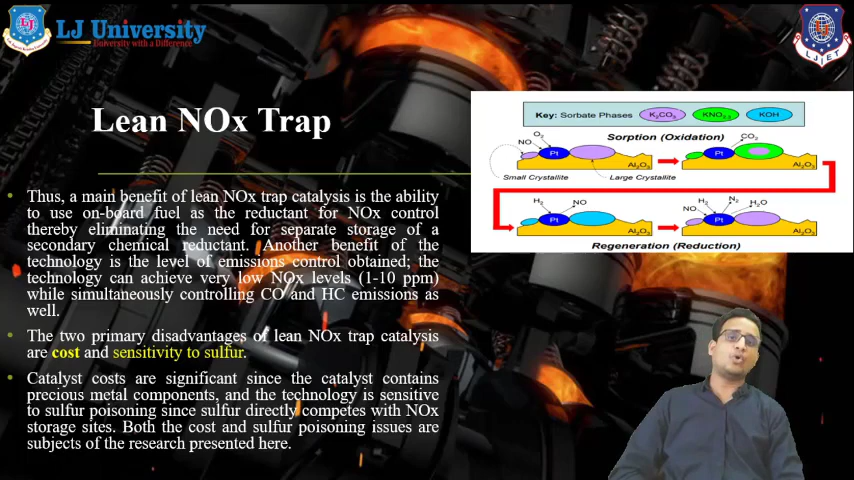 LJ University
University with a Difference
LJIET
Lean NOx Trap
• Thus, a main benefit of lean NOx trap catalysis is the ability
to use on-board fuel as the reductant for NOx control
thereby eliminating the need for separate storage of a
secondary chemical reductant. Another benefit of the
technology is the level of emissions control obtained; the
technology can achieve very low NOx levels (1-10 ppm)
while simultaneously controlling CO and HC emissions as
well.
• The two primary disadvantages of lean NOx trap catalysis
are cost and sensitivity to sulfur.
• Catalyst costs are significant since the catalyst contains
precious metal components, and the technology is sensitive
to sulfur poisoning since sulfur directly competes with NOx
storage sites. Both the cost and sulfur poisoning issues are
subjects of the research presented here.
Key: Sorbate Phases K₂CO₃ KNO₂,₃ KOH
Sorption (Oxidation)
NO O₂ Pt Al₂O₃
CO₂ Pt Al₂O₃
Small Crystallite Large Crystallite
H₂ NO Pt Al₂O₃
NO H₂ N₂ H₂O Pt Al₂O₃
Regeneration (Reduction)